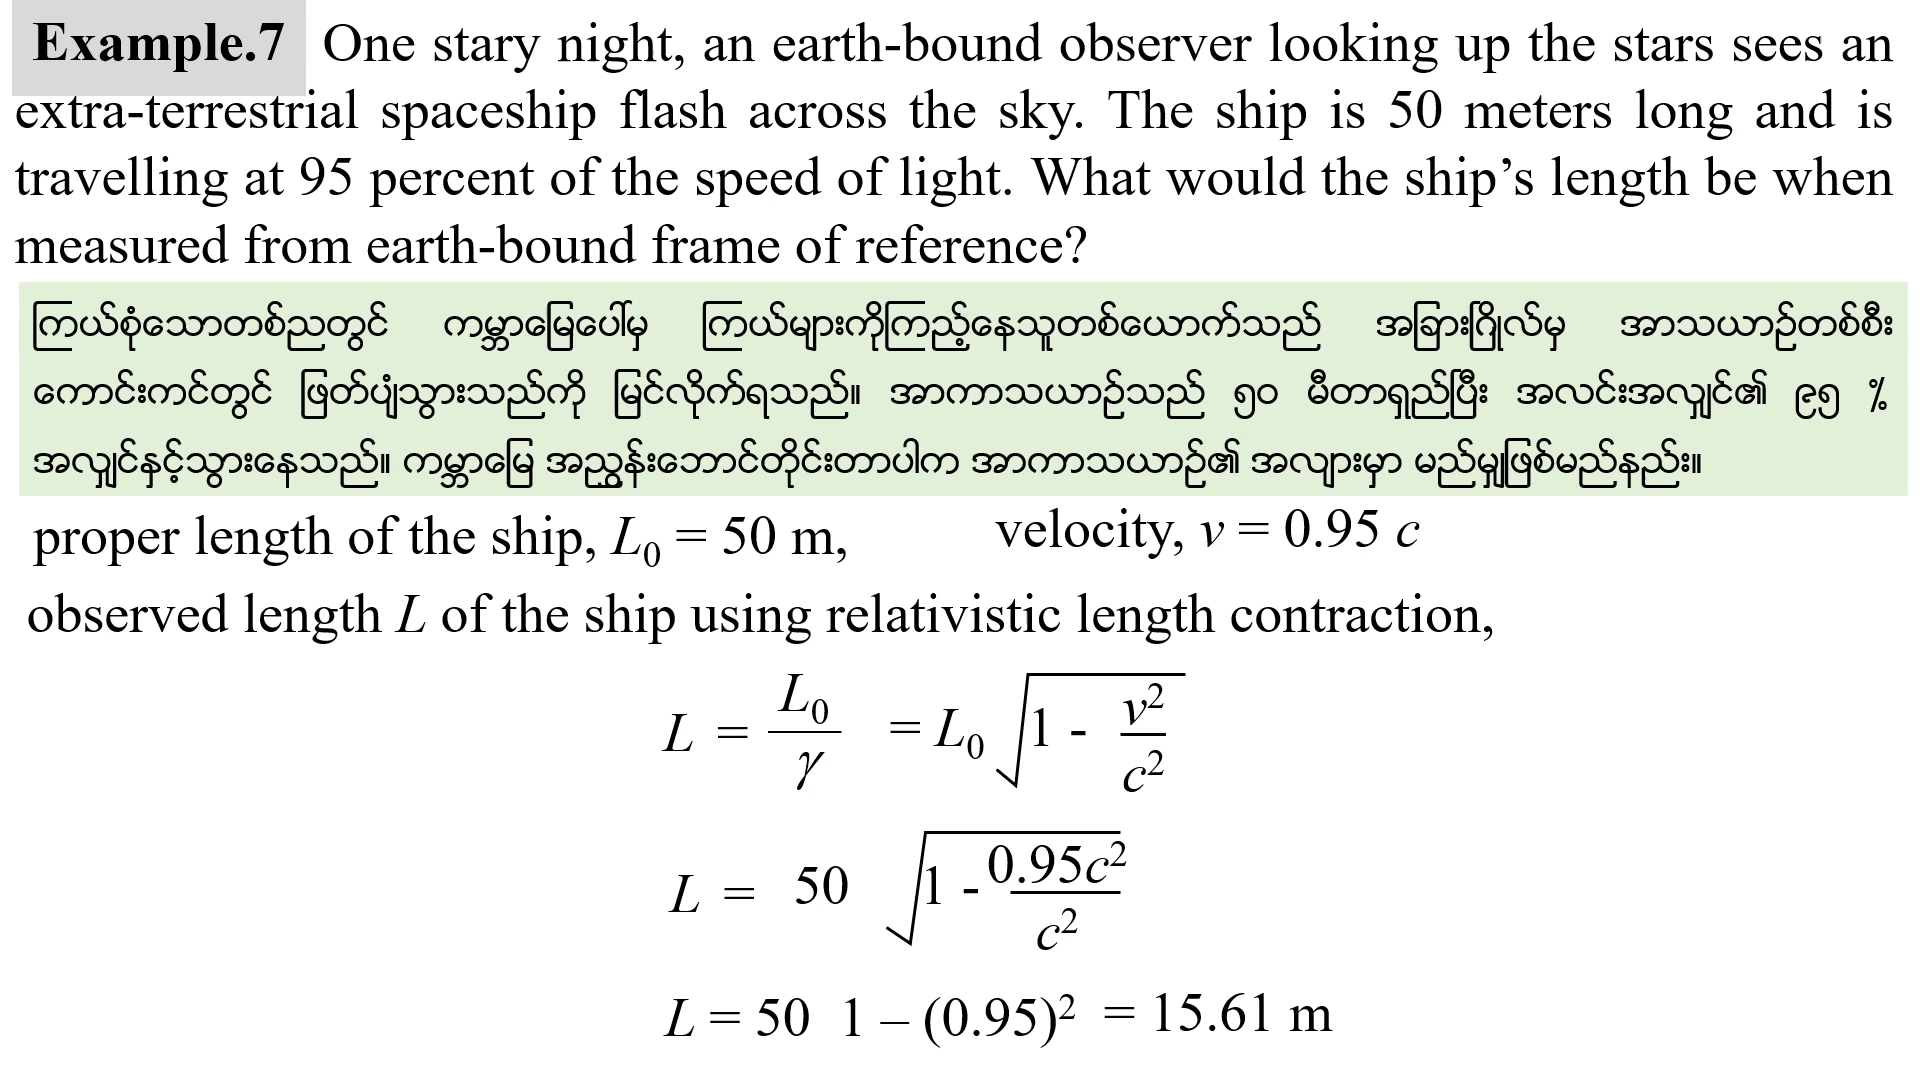 Example.7 One stary night, an earth-bound observer looking up the stars sees an
extra-terrestrial spaceship flash across the sky. The ship is 50 meters long and is
travelling at 95 percent of the speed of light. What would the ship’s length be when
measured from earth-bound frame of reference?
ကြယ်စုံသောတစ်ညတွင် ကမ္ဘာမြေပေါ်မှ ကြယ်များကိုကြည့်နေသူတစ်ယောက်သည် အခြားဂြိုလ်မှ အာသယာဉ်တစ်စီး
ကောင်းကင်တွင် ဖြတ်ပျံသွားသည်ကို မြင်လိုက်ရသည်။ အာကာသယာဉ်သည် ၅၀ မီတာရှည်ပြီး အလင်းအလျှင်၏ ၉၅ %
အလျှင်နှင့်သွားနေသည်။ ကမ္ဘာမြေ အညွှန်းဘောင်တိုင်းတာပါက အာကာသယာဉ်၏ အလျားမှာ မည်မျှဖြစ်မည်နည်း။
proper length of the ship, L₀ = 50 m, velocity, v = 0.95 c
observed length L of the ship using relativistic length contraction,
L = L₀/γ = L₀ √(1 - v²/c²)
L = 50 √(1 - 0.95c²/c²)
L = 50 1 – (0.95)² = 15.61 m